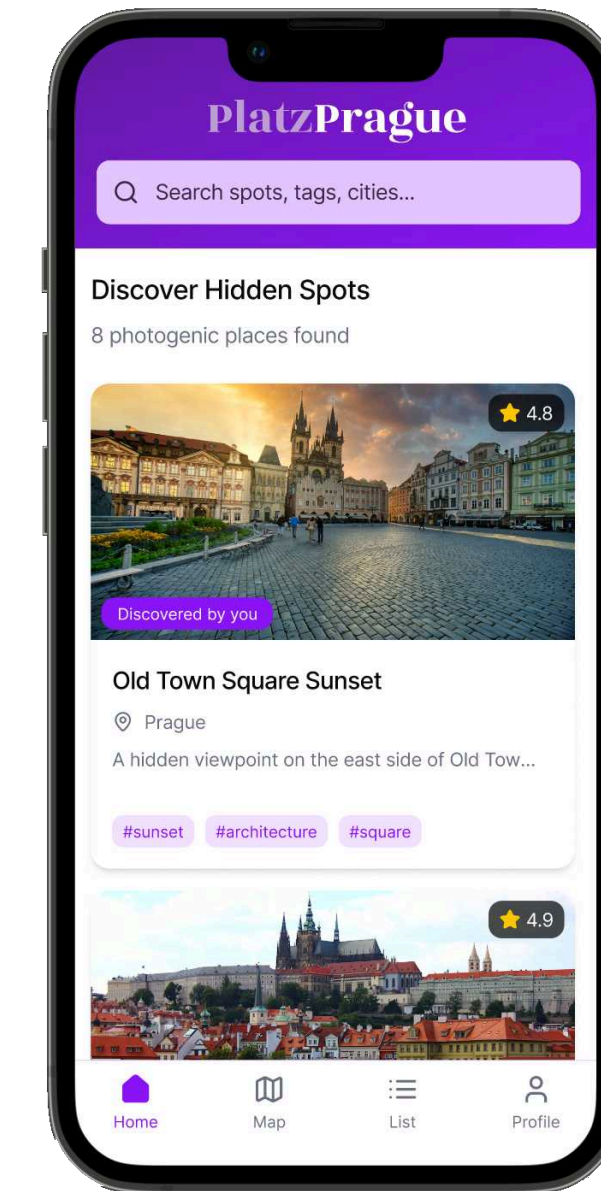 PlatzPrague
Search spots, tags, cities...
Discover Hidden Spots
8 photogenic places found
4.8
Discovered by you
Old Town Square Sunset
Prague
A hidden viewpoint on the east side of Old Tow...
#sunset #architecture #square
4.9
Home Map List Profile